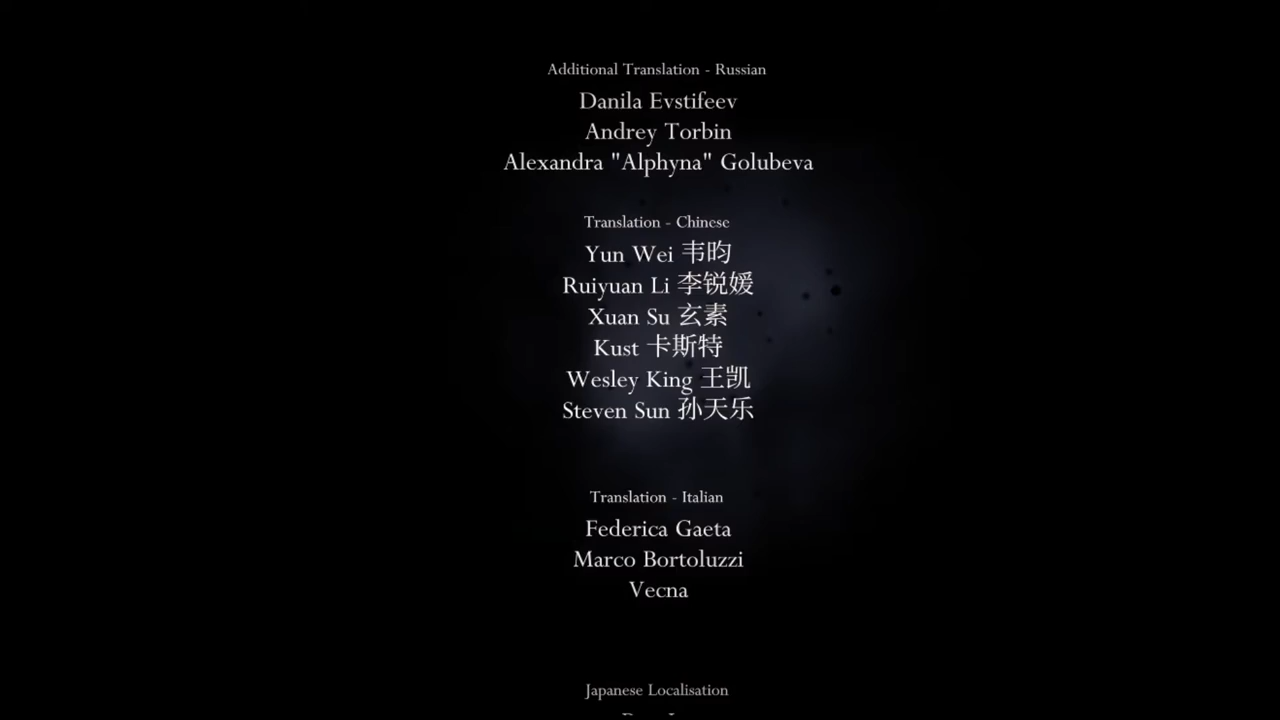 Additional Translation - Russian
Danila Evstifeev
Andrey Torbin
Alexandra "Alphyna" Golubeva
Translation - Chinese
Yun Wei 韦昀
Ruiyuan Li 李锐媛
Xuan Su 玄素
Kust 卡斯特
Wesley King 王凯
Steven Sun 孙天乐
Translation - Italian
Federica Gaeta
Marco Bortoluzzi
Vecna
Japanese Localisation